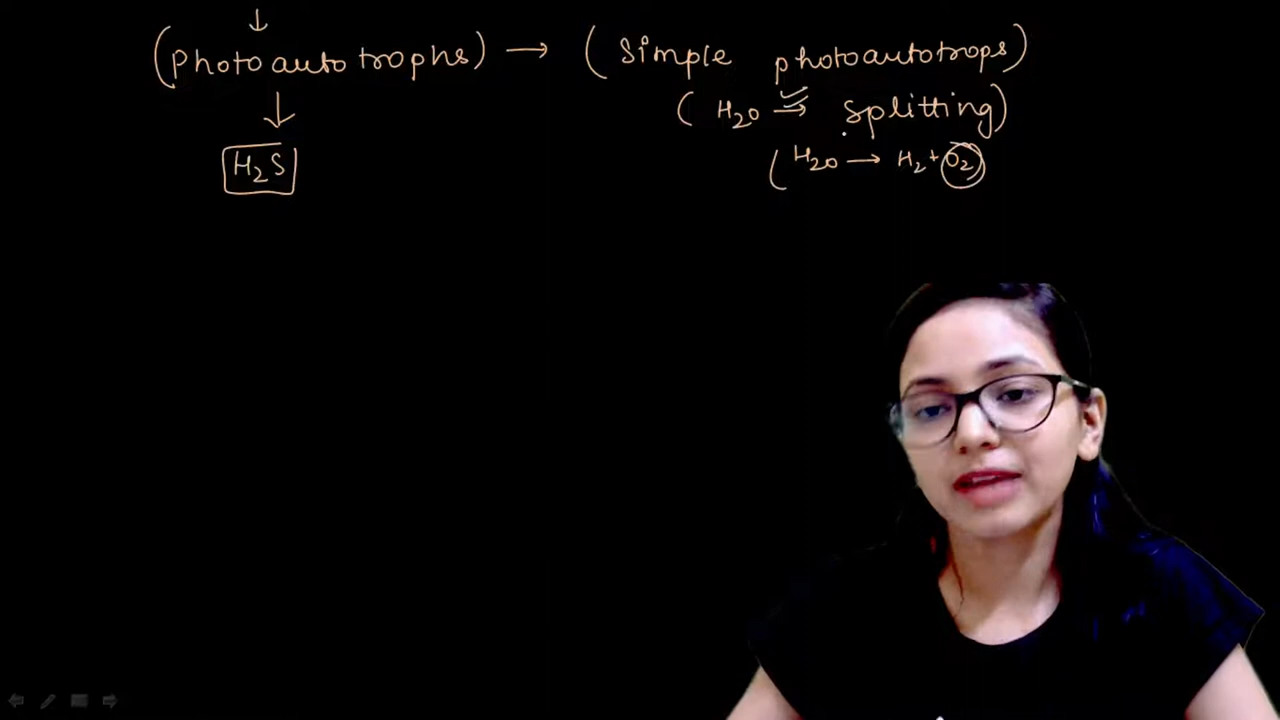 (photoautotrophs) → (Simple photoautotrops)
(H2O → splitting)
H2S
(H2O → H2 + O2)